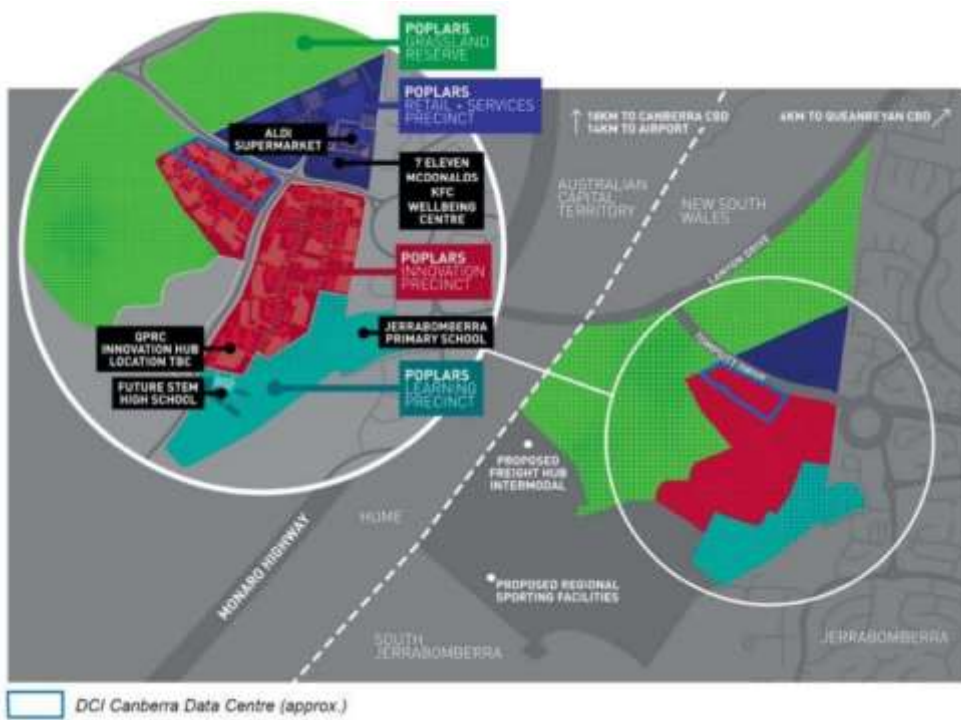 POPLARS
GRASSLAND
RESERVE
POPLARS
RETAIL + SERVICES
PRECINCT
ALDI
SUPERMARKET
7 ELEVEN
MCDONALDS
KFC
WELLBEING
CENTRE
POPLARS
INNOVATION
PRECINCT
QPRC
INNOVATION HUB
LOCATION TBC
JERRABOMBERRA
PRIMARY SCHOOL
FUTURE STEM
HIGH SCHOOL
POPLARS
LEARNING
PRECINCT
18KM TO CANBERRA CBD
14KM TO AIRPORT
6KM TO QUEANBEYAN CBD
AUSTRALIAN
CAPITAL
TERRITORY
NEW SOUTH
WALES
LANYON DRIVE
TOMPSITT DRIVE
PROPOSED
FREIGHT HUB
INTERMODAL
HUME
MONARO HIGHWAY
PROPOSED REGIONAL
SPORTING FACILITIES
SOUTH
JERRABOMBERRA
JERRABOMBERRA
DCI Canberra Data Centre (approx.)